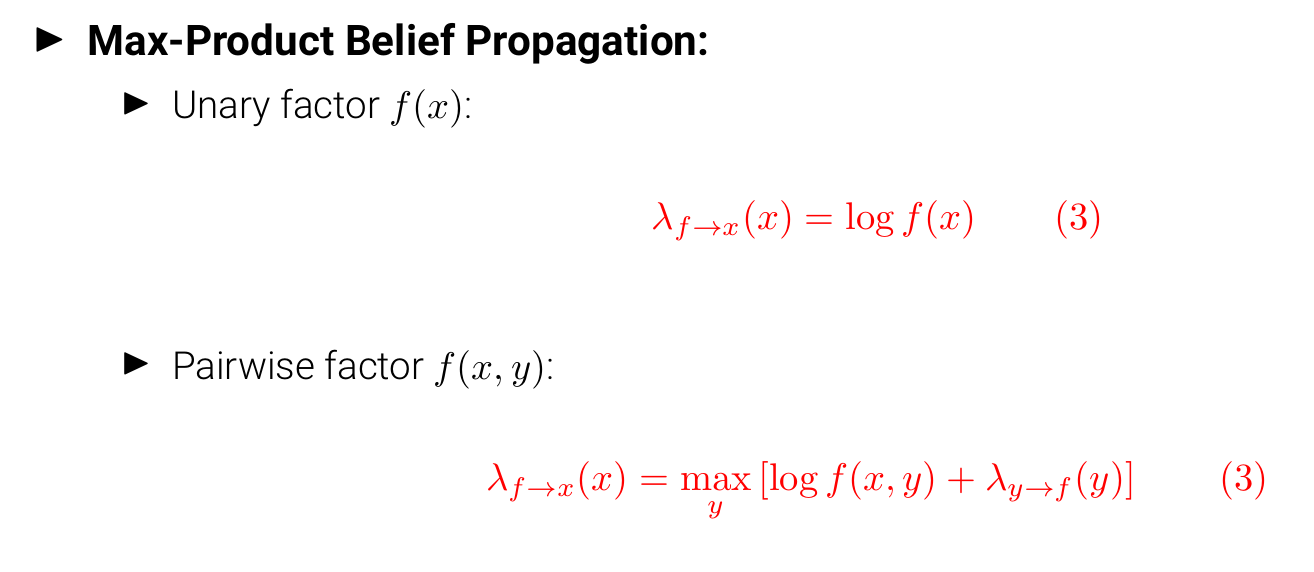 ► Max-Product Belief Propagation:
► Unary factor f(x):
λ_{f→x}(x) = log f(x) (3)
► Pairwise factor f(x, y):
λ_{f→x}(x) = max_y [log f(x, y) + λ_{y→f}(y)] (3)